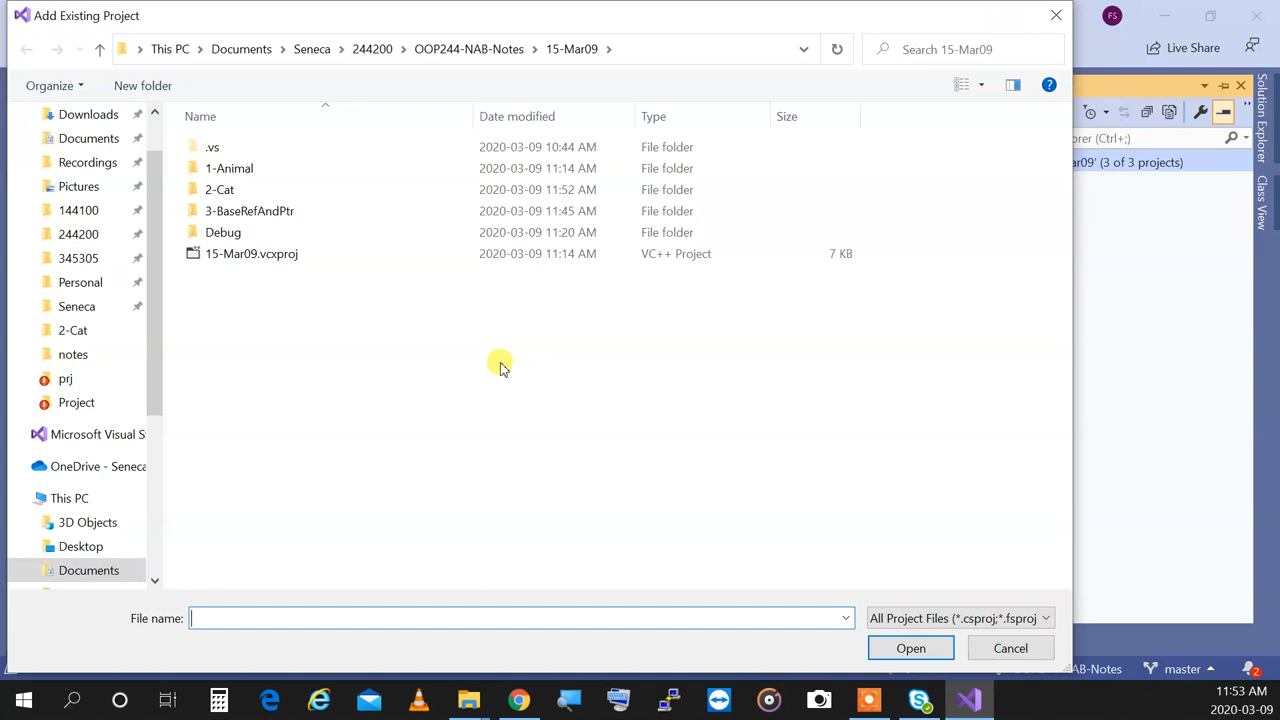 Add Existing Project
FS
This PC
Documents
Seneca
244200
OOP244-NAB-Notes
15-Mar09
Search 15-Mar09
Live Share
Organize
New folder
Name
Date modified
Type
Size
Downloads
Documents
Recordings
Pictures
144100
244200
345305
Personal
Seneca
2-Cat
notes
prj
Project
Microsoft Visual S
OneDrive - Seneca
This PC
3D Objects
Desktop
Documents
.vs 2020-03-09 10:44 AM File folder
1-Animal 2020-03-09 11:14 AM File folder
2-Cat 2020-03-09 11:52 AM File folder
3-BaseRefAndPtr 2020-03-09 11:45 AM File folder
Debug 2020-03-09 11:20 AM File folder
15-Mar09.vcxproj 2020-03-09 11:14 AM VC++ Project 7 KB
orer (Ctrl+;)
ar09' (3 of 3 projects)
Solution Explorer
Class View
File name:
All Project Files (*.csproj;*.fsproj
Open
Cancel
AB-Notes
master
2
11:53 AM
2020-03-09